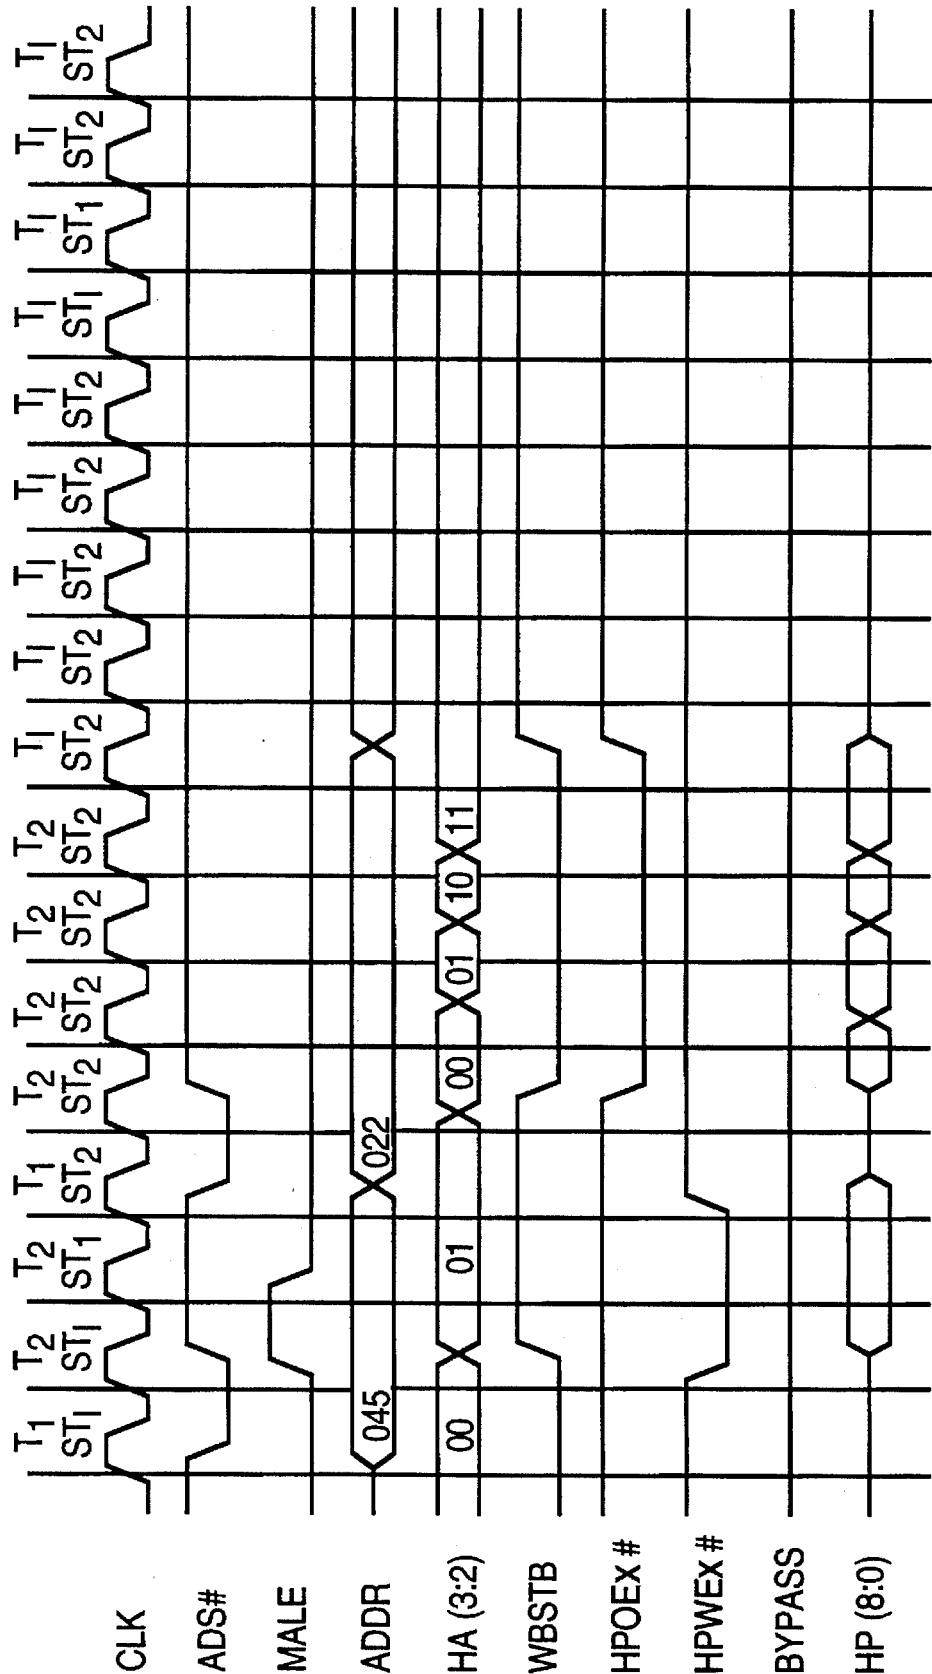 T1 T2 T2 T1 T2 T2 T2 T2 TI TI TI TI TI TI TI TI TI
STI STI ST1 ST2 ST2 ST2 ST2 ST2 ST2 ST2 ST2 ST2 ST2 STI ST1 ST2 ST2
CLK
ADS#
MALE
ADDR 045 022
HA (3:2) 00 01 00 01 10 11
WBSTB
HPOEx #
HPWEx #
BYPASS
HP (8:0)